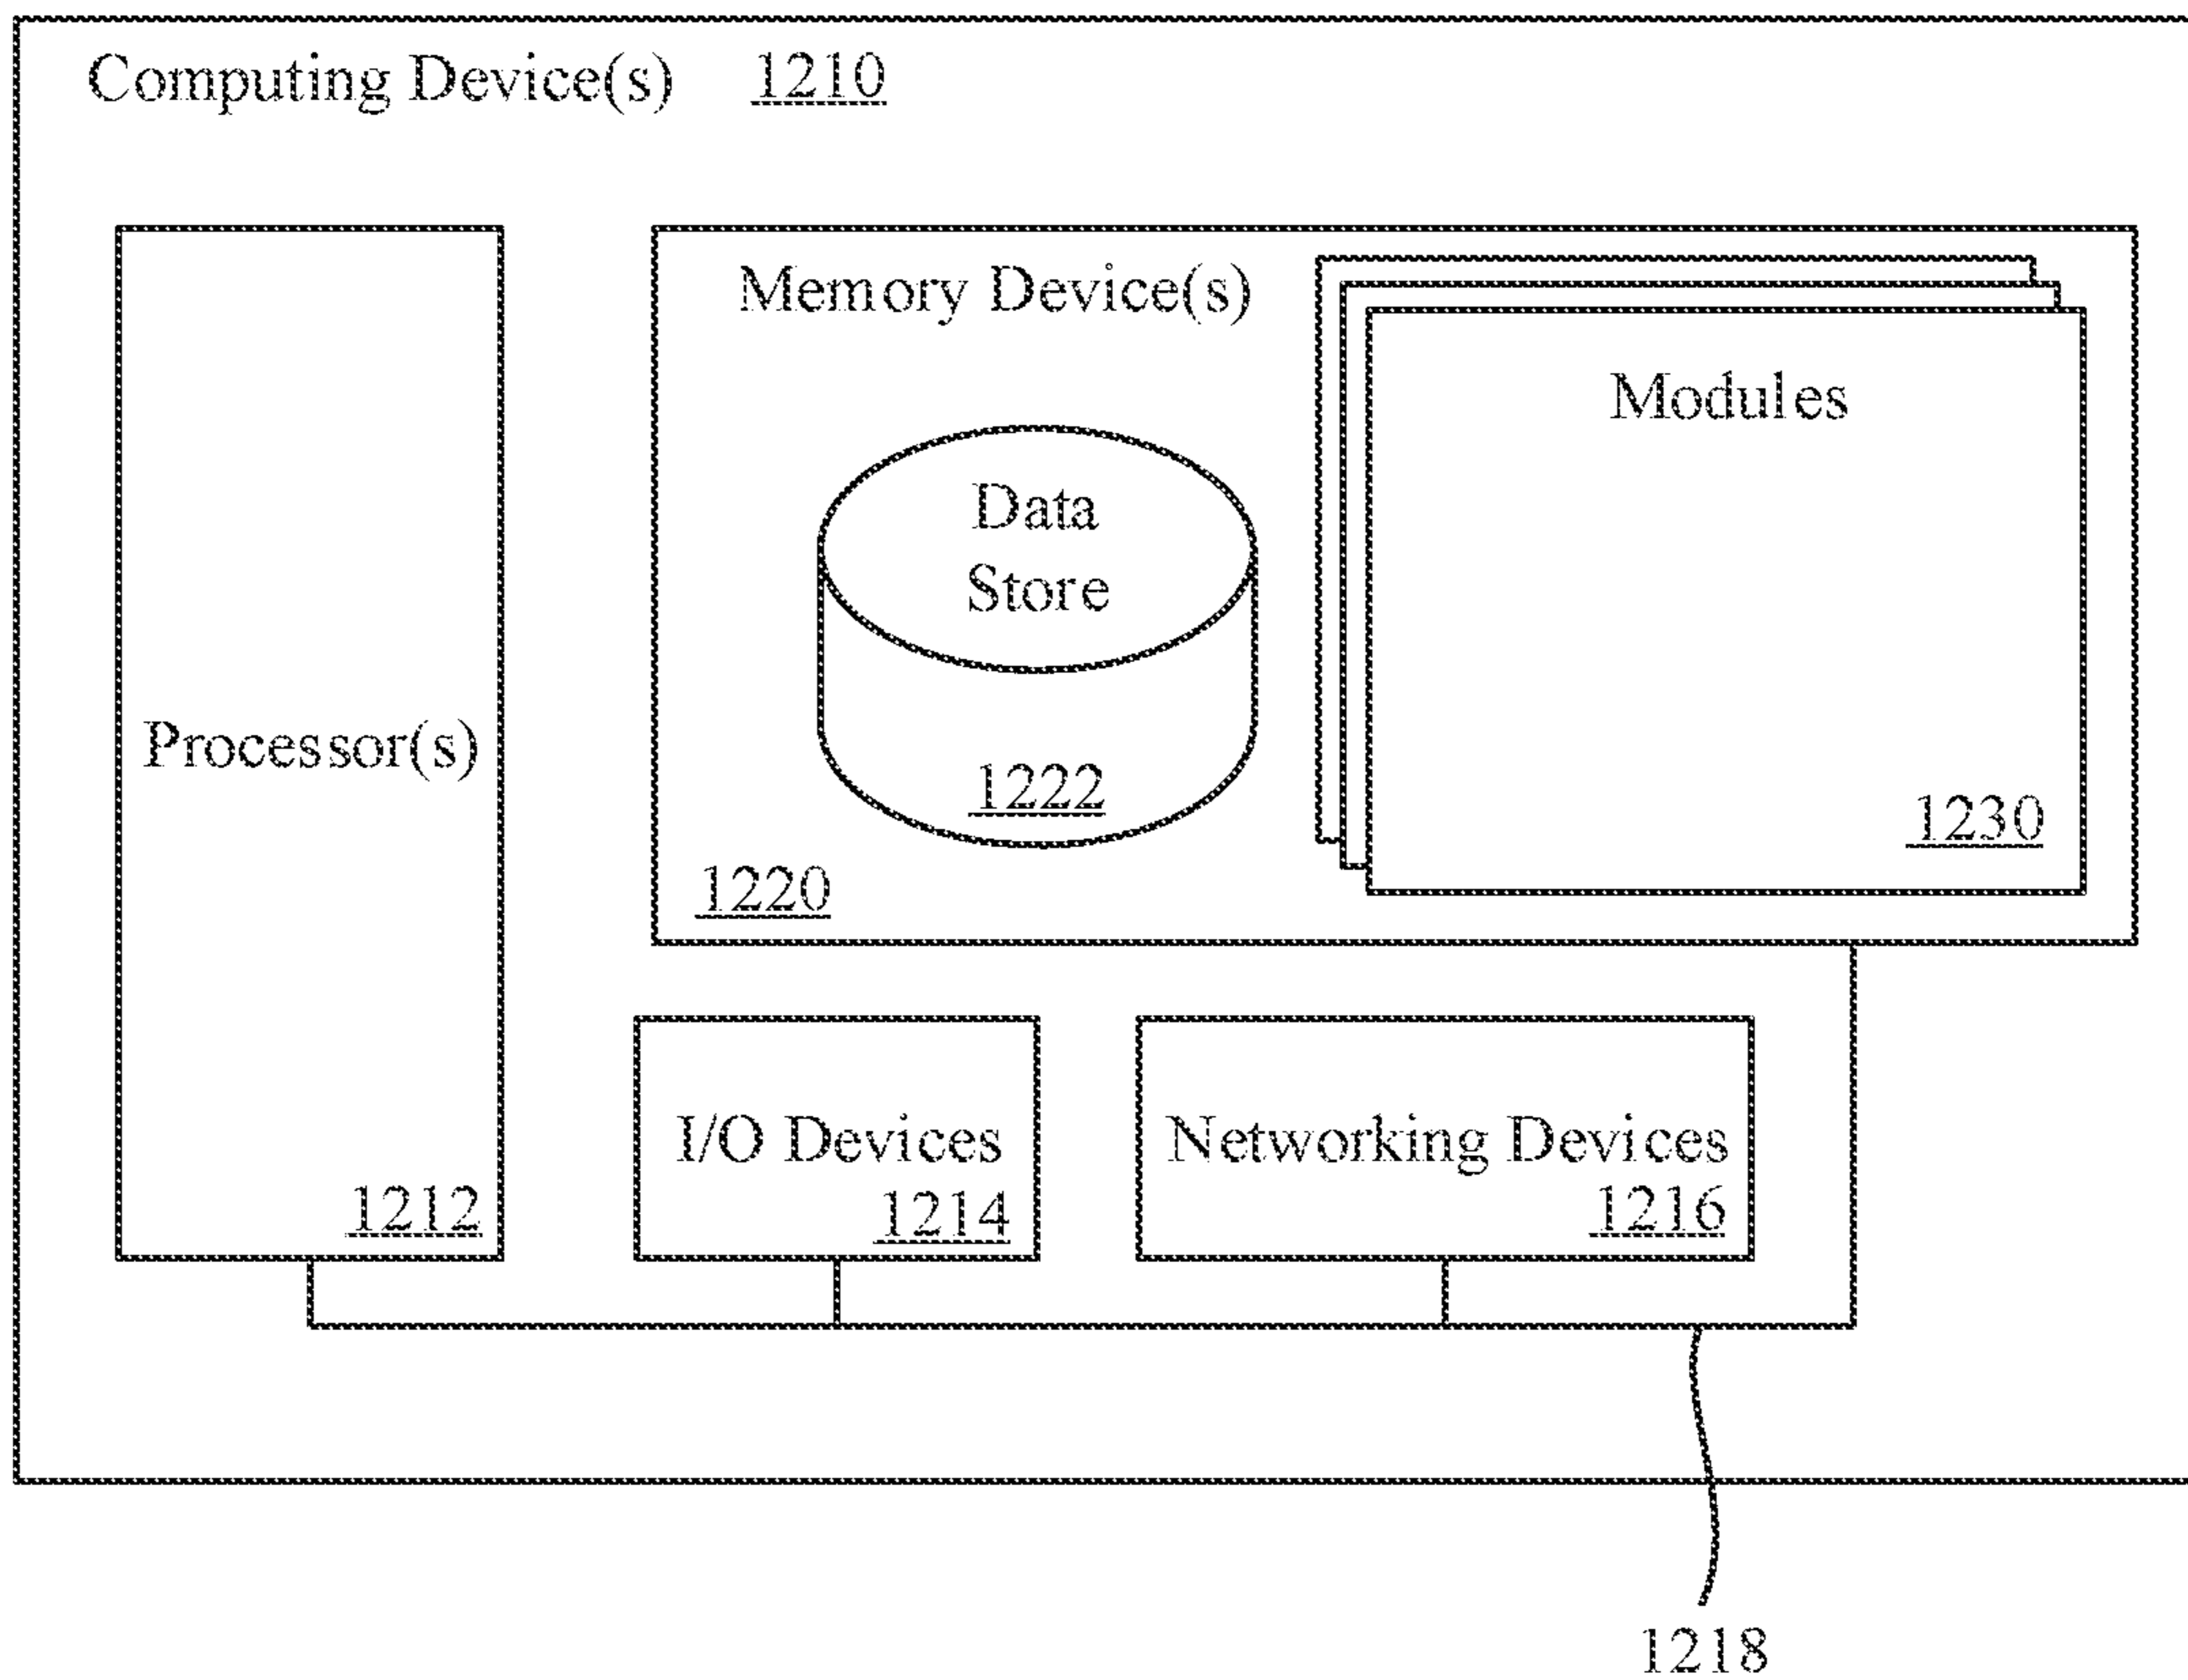 Computing Device(s) 1210
Memory Device(s)
Modules
Data
Store
Processor(s)
1222
1230
1220
I/O Devices
Networking Devices
1212
1214
1216
1218